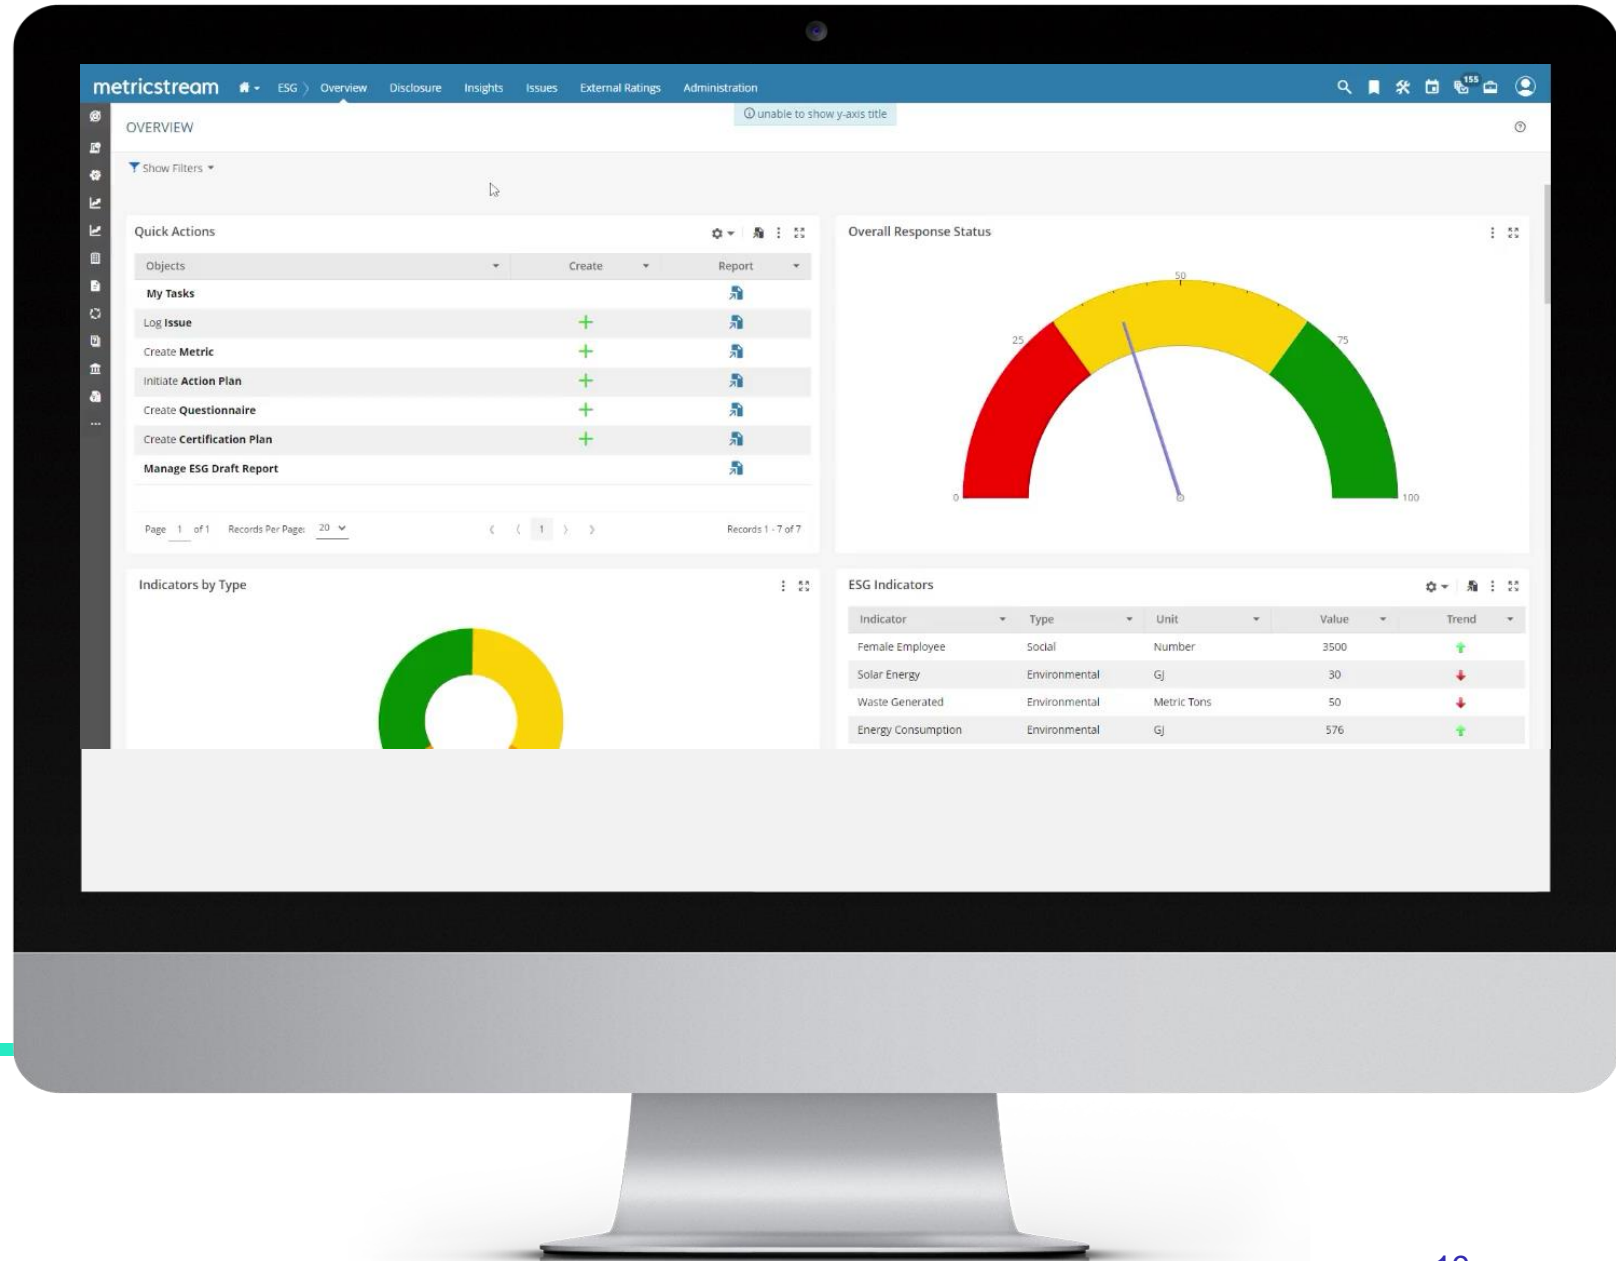 metricstream ESG Overview Disclosure Insights Issues External Ratings Administration 155
unable to show y-axis title
OVERVIEW
Show Filters
Quick Actions
Objects Create Report
My Tasks
Log Issue
Create Metric
Initiate Action Plan
Create Questionnaire
Create Certification Plan
Manage ESG Draft Report
Page 1 of 1 Records Per Page: 20 1 Records 1 - 7 of 7
Overall Response Status
50
25 75
0 100
Indicators by Type
ESG Indicators
Indicator Type Unit Value Trend
Female Employee Social Number 3500
Solar Energy Environmental GJ 30
Waste Generated Environmental Metric Tons 50
Energy Consumption Environmental GJ 576